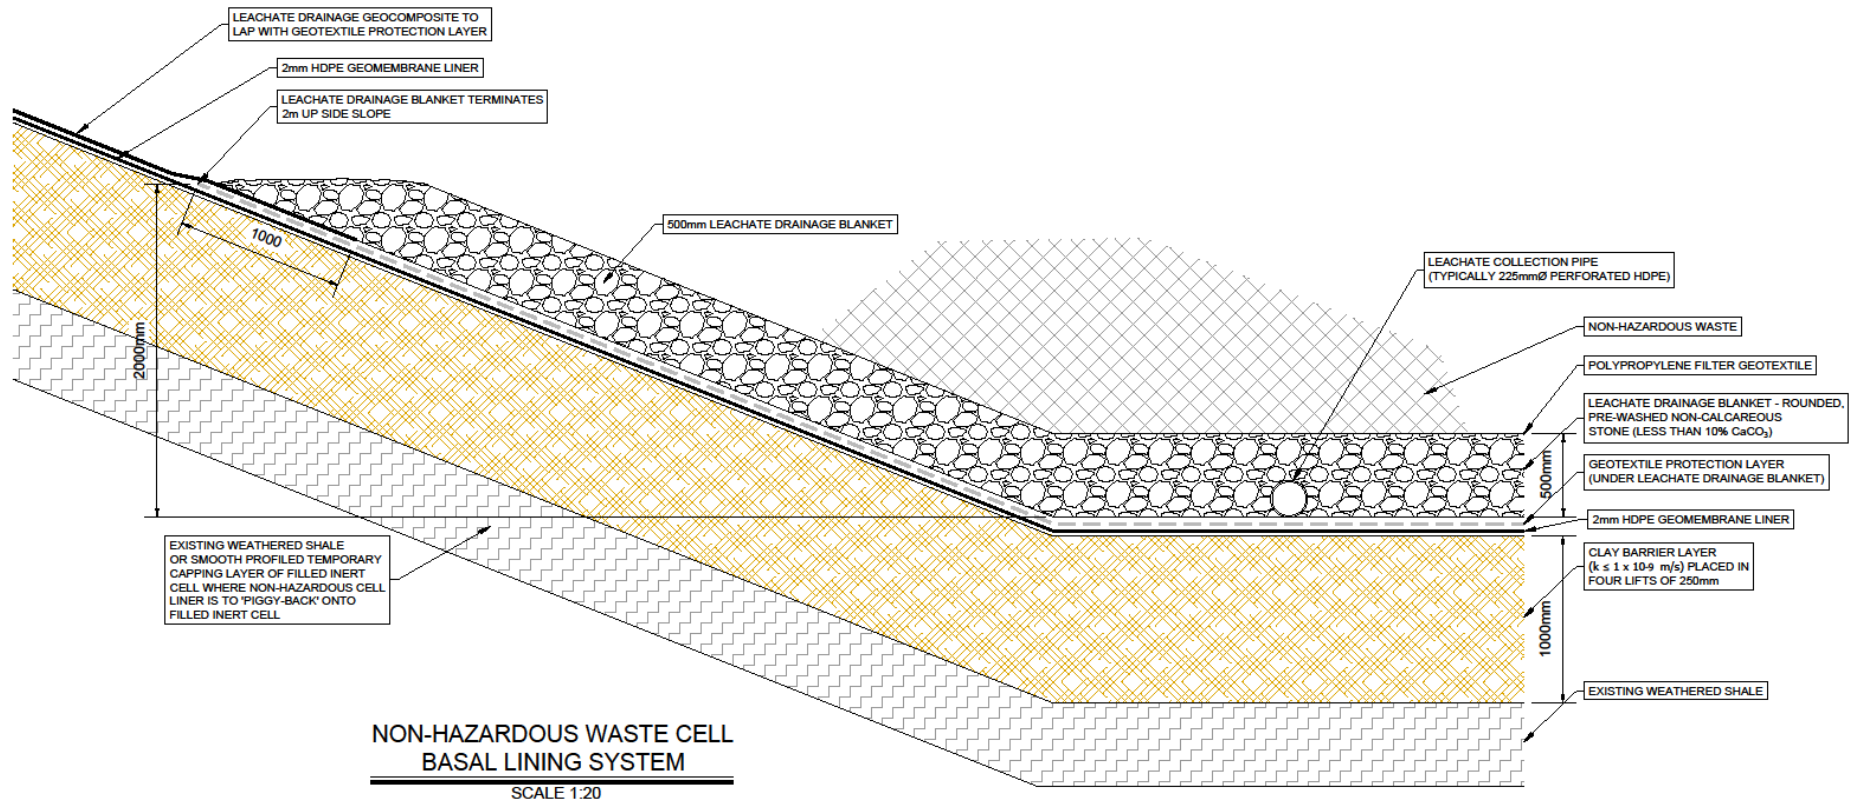 LEACHATE DRAINAGE GEOCOMPOSITE TO
LAP WITH GEOTEXTILE PROTECTION LAYER
2mm HDPE GEOMEMBRANE LINER
LEACHATE DRAINAGE BLANKET TERMINATES
2m UP SIDE SLOPE
1000
2000mm
500mm LEACHATE DRAINAGE BLANKET
LEACHATE COLLECTION PIPE
(TYPICALLY 225mmØ PERFORATED HDPE)
NON-HAZARDOUS WASTE
POLYPROPYLENE FILTER GEOTEXTILE
LEACHATE DRAINAGE BLANKET - ROUNDED,
PRE-WASHED NON-CALCAREOUS
STONE (LESS THAN 10% CaCO₃)
500mm
GEOTEXTILE PROTECTION LAYER
(UNDER LEACHATE DRAINAGE BLANKET)
2mm HDPE GEOMEMBRANE LINER
CLAY BARRIER LAYER
(k ≤ 1 x 10-9 m/s) PLACED IN
FOUR LIFTS OF 250mm
1000mm
EXISTING WEATHERED SHALE
EXISTING WEATHERED SHALE
OR SMOOTH PROFILED TEMPORARY
CAPPING LAYER OF FILLED INERT
CELL WHERE NON-HAZARDOUS CELL
LINER IS TO 'PIGGY-BACK' ONTO
FILLED INERT CELL
NON-HAZARDOUS WASTE CELL
BASAL LINING SYSTEM
SCALE 1:20